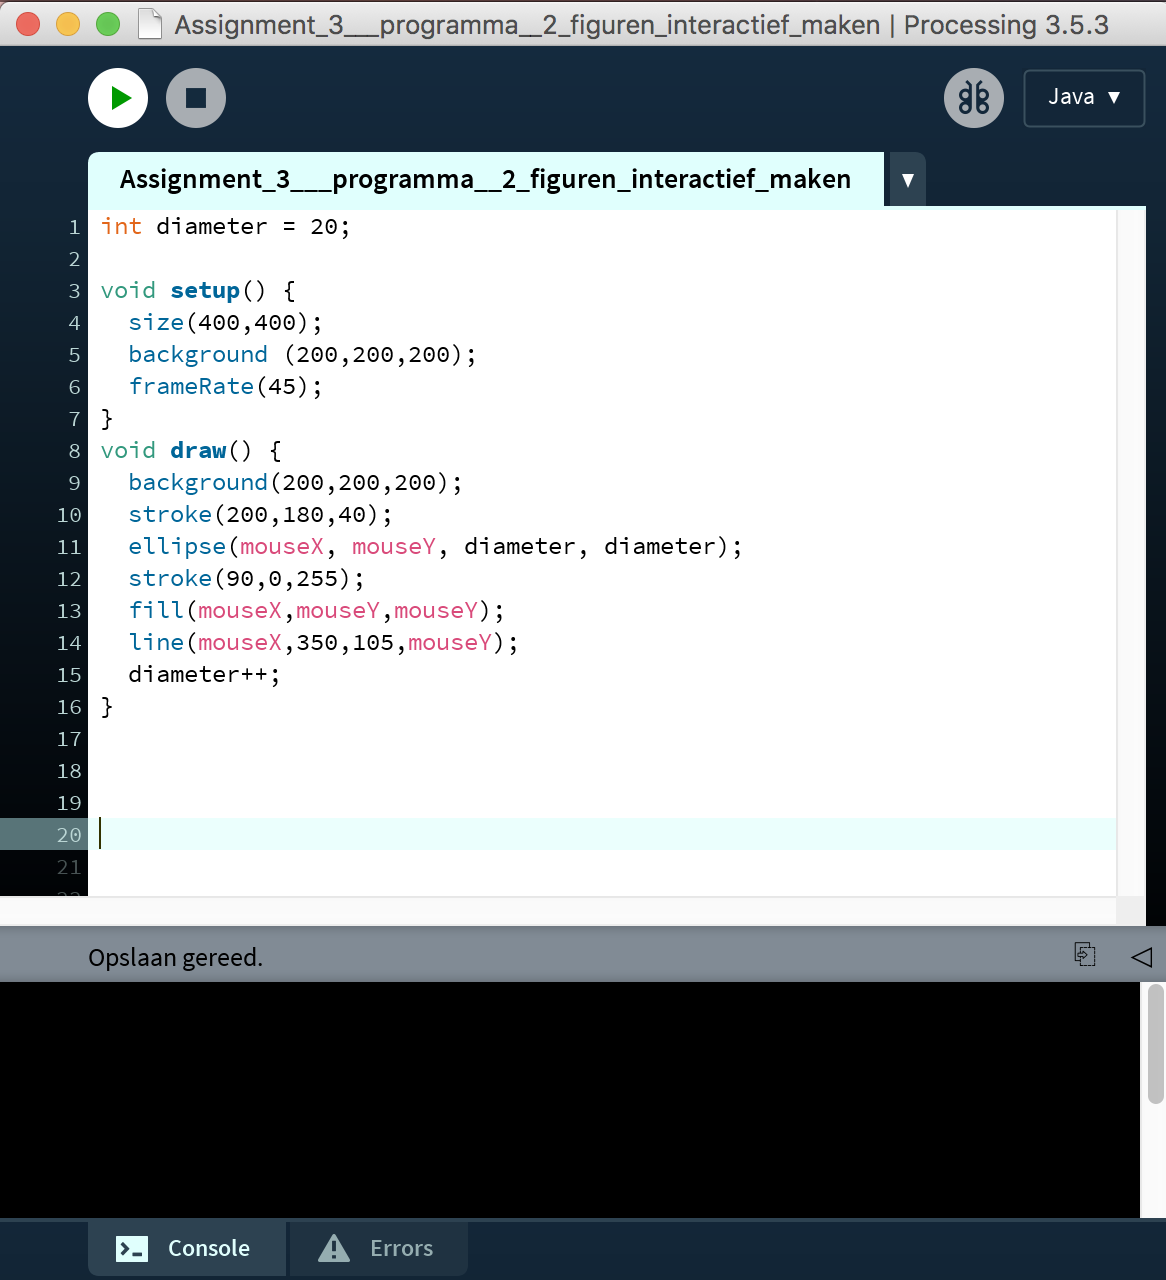 Assignment_3___programma__2_figuren_interactief_maken | Processing 3.5.3
Java ▼
Assignment_3___programma__2_figuren_interactief_maken ▼
1 int diameter = 20;
2
3 void setup() {
4   size(400,400);
5   background (200,200,200);
6   frameRate(45);
7 }
8 void draw() {
9   background(200,200,200);
10   stroke(200,180,40);
11   ellipse(mouseX, mouseY, diameter, diameter);
12   stroke(90,0,255);
13   fill(mouseX,mouseY,mouseY);
14   line(mouseX,350,105,mouseY);
15   diameter++;
16 }
17
18
19
20
21
22
Opslaan gereed.
Console Errors